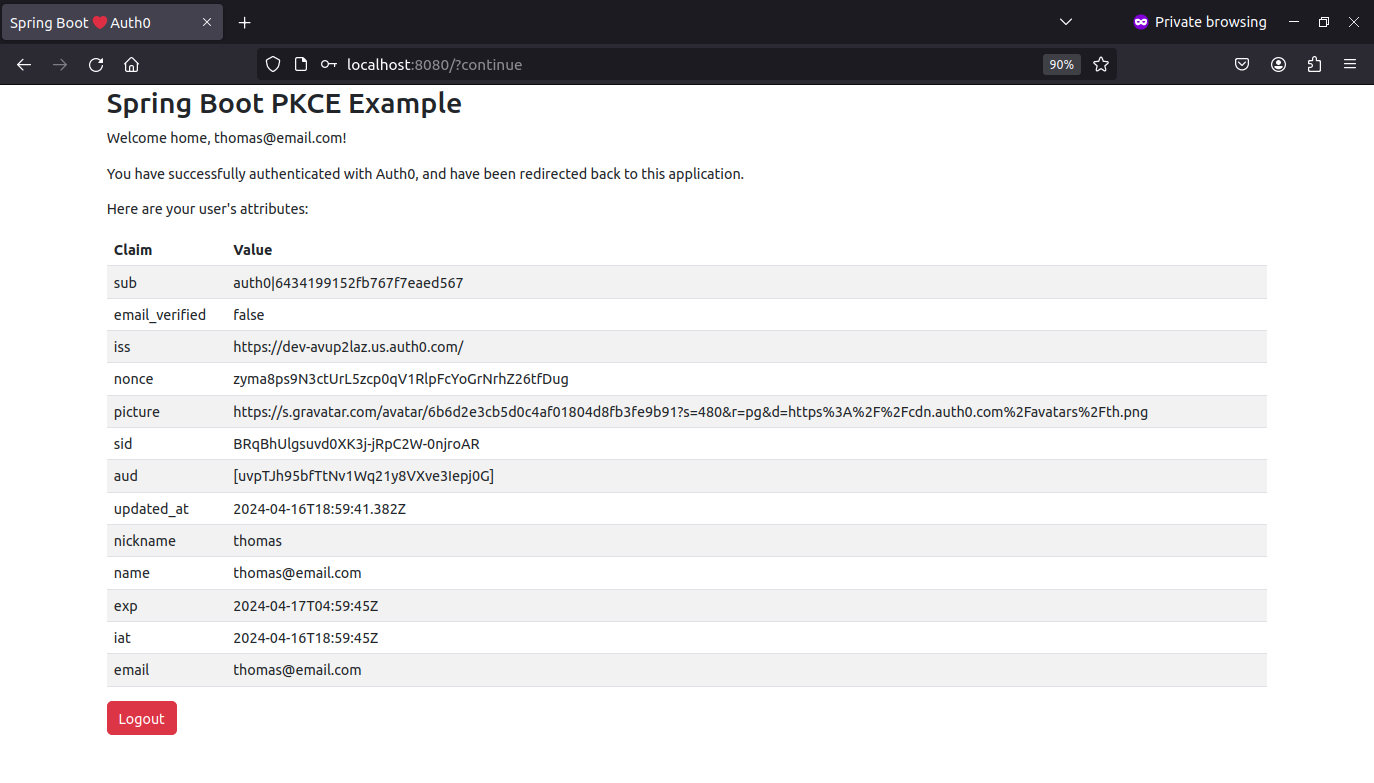 Spring Boot ❤️ Auth0
Private browsing
localhost:8080/?continue
90%
Spring Boot PKCE Example
Welcome home, thomas@email.com!
You have successfully authenticated with Auth0, and have been redirected back to this application.
Here are your user's attributes:
Claim Value
sub auth0|6434199152fb767f7eaed567
email_verified false
iss https://dev-avup2laz.us.auth0.com/
nonce zyma8ps9N3ctUrL5zcp0qV1RlpFcYoGrNrhZ26tfDug
picture https://s.gravatar.com/avatar/6b6d2e3cb5d0c4af01804d8fb3fe9b91?s=480&r=pg&d=https%3A%2F%2Fcdn.auth0.com%2Favatars%2Fth.png
sid BRqBhUlgsuvd0XK3j-jRpC2W-0njroAR
aud [uvpTJh95bfTtNv1Wq21y8VXve3Iepj0G]
updated_at 2024-04-16T18:59:41.382Z
nickname thomas
name thomas@email.com
exp 2024-04-17T04:59:45Z
iat 2024-04-16T18:59:45Z
email thomas@email.com
Logout